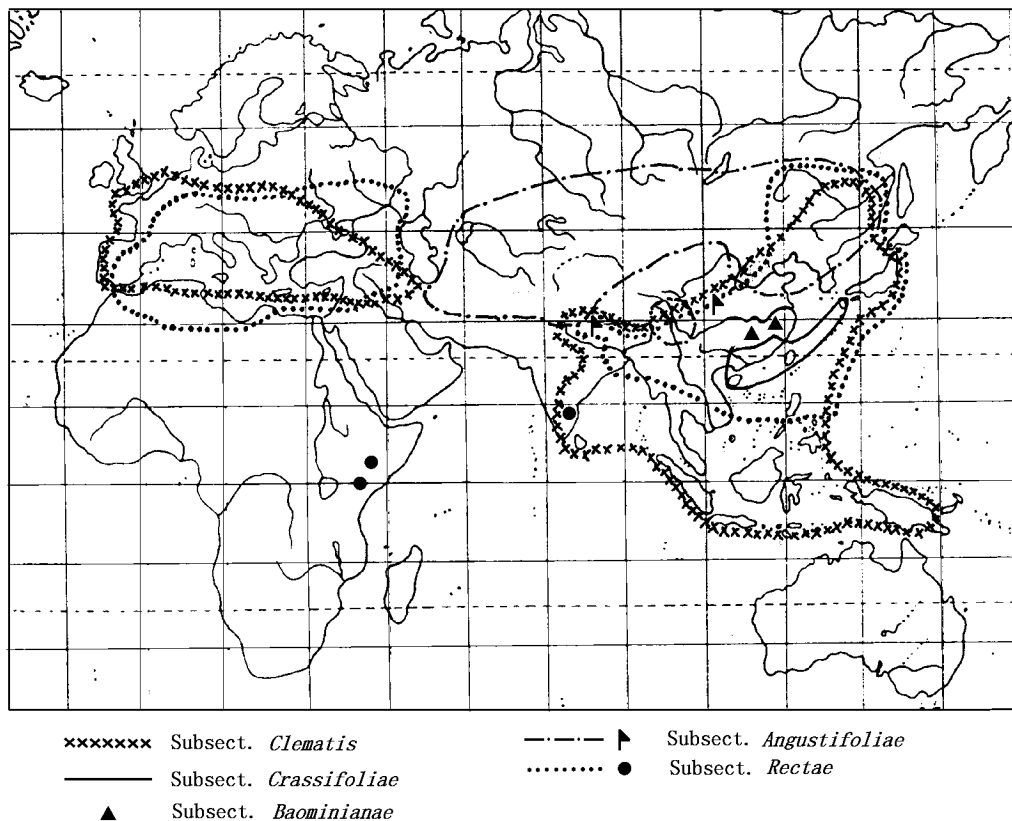 Subsect. Clematis
Subsect. Crassifoliae
Subsect. Baominianae
Subsect. Angustifoliae
Subsect. Rectae